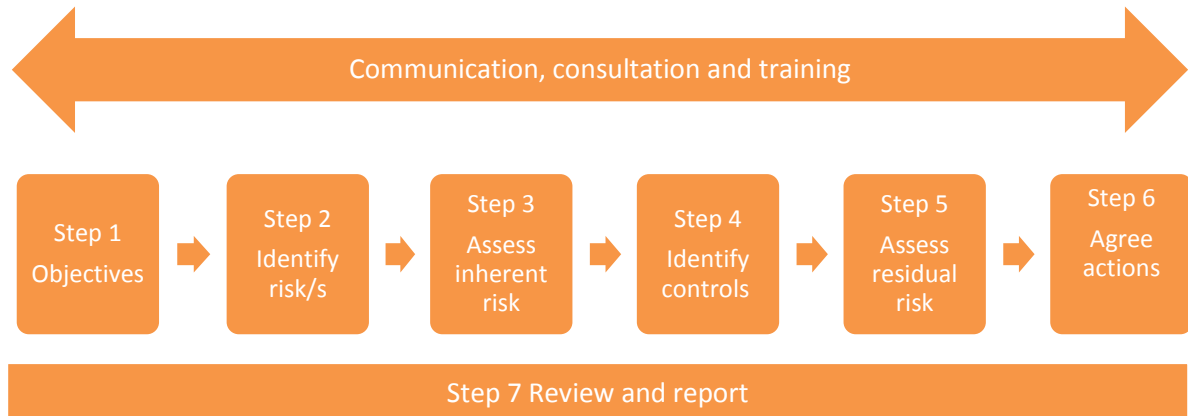 Communication, consultation and training
Step 1
Objectives
Step 2
Identify
risk/s
Step 3
Assess
inherent
risk
Step 4
Identify
controls
Step 5
Assess
residual
risk
Step 6
Agree
actions
Step 7 Review and report